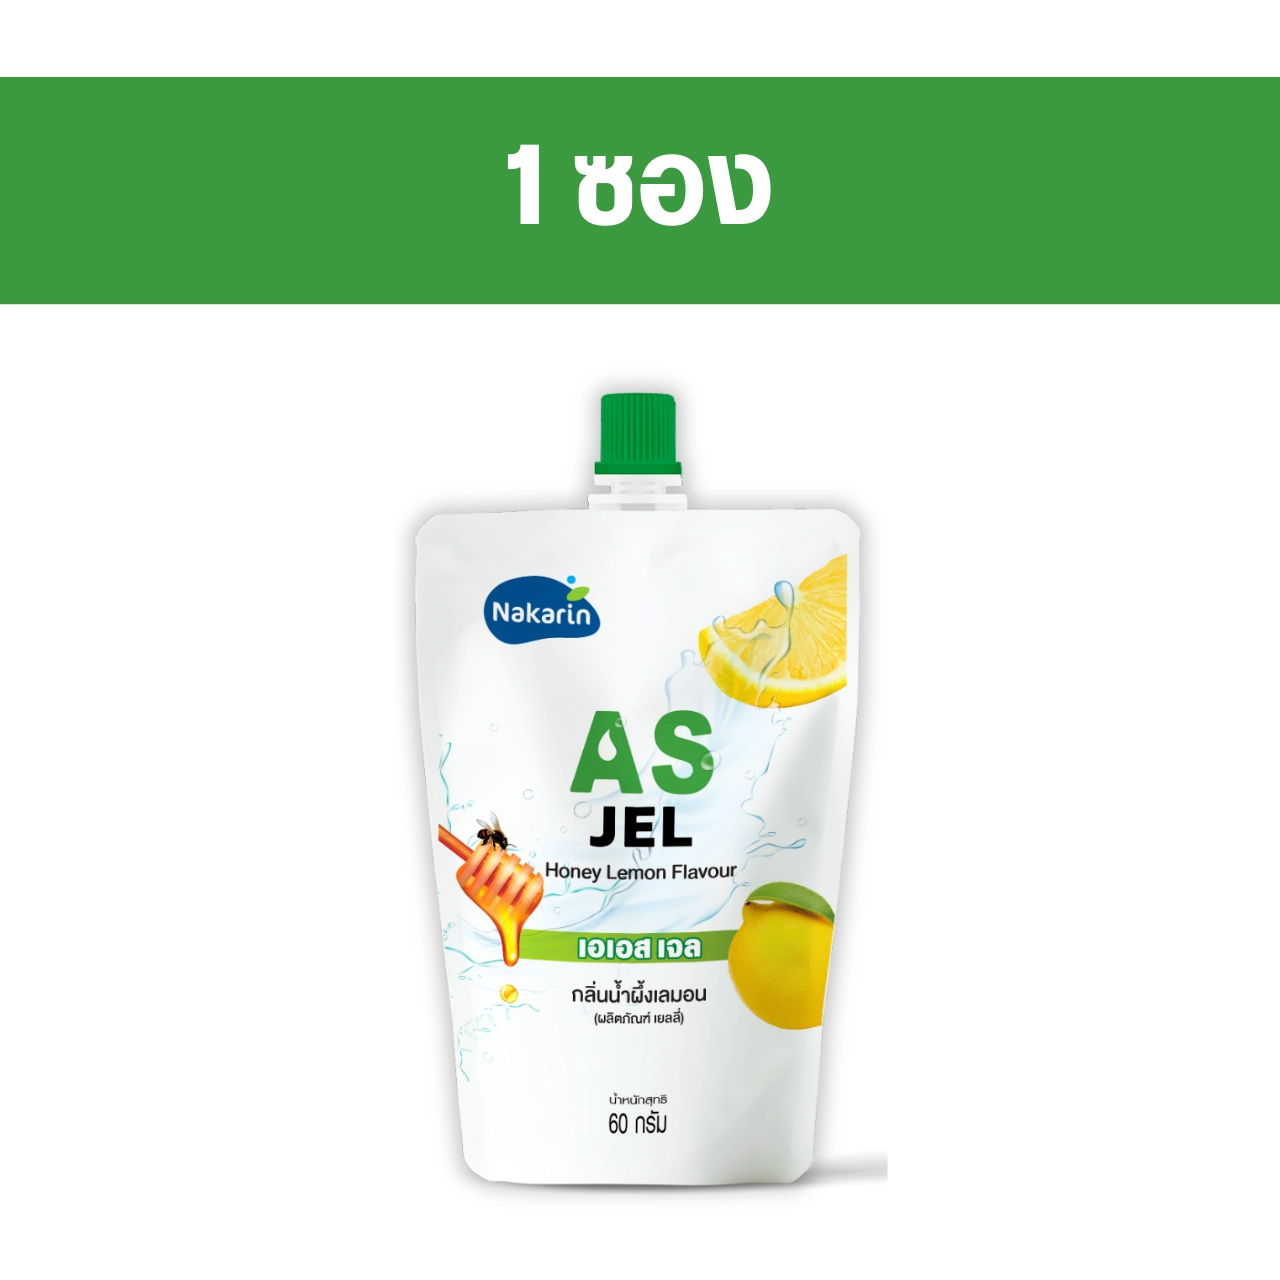 1 ซอง
Nakarin
AS
JEL
Honey Lemon Flavour
เอเอส เจล
กลิ่นน้ำผึ้งเลมอน
(ผลิตภัณฑ์ เยลลี่)
น้ำหนักสุทธิ
60 กรัม